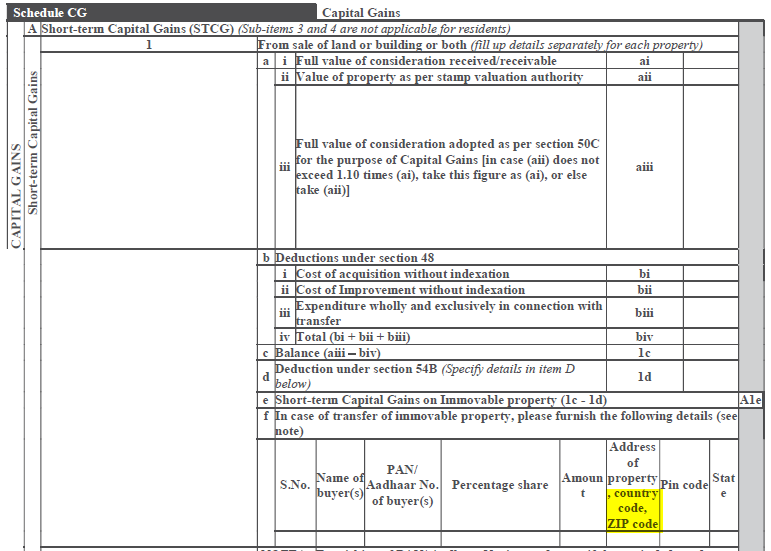 Schedule CG
Capital Gains
CAPITAL GAINS
Short-term Capital Gains
A Short-term Capital Gains (STCG) (Sub-items 3 and 4 are not applicable for residents)
1 From sale of land or building or both (fill up details separately for each property)
a i Full value of consideration received/receivable ai
ii Value of property as per stamp valuation authority aii
iii Full value of consideration adopted as per section 50C
for the purpose of Capital Gains [in case (aii) does not
exceed 1.10 times (ai), take this figure as (ai), or else
take (aii)] aiii
b Deductions under section 48
i Cost of acquisition without indexation bi
ii Cost of Improvement without indexation bii
iii Expenditure wholly and exclusively in connection with
transfer biii
iv Total (bi + bii + biii) biv
c Balance (aiii – biv) 1c
d Deduction under section 54B (Specify details in item D
below) 1d
e Short-term Capital Gains on Immovable property (1c - 1d) A1e
f In case of transfer of immovable property, please furnish the following details (see
note)
S.No.
Name of
buyer(s)
PAN/
Aadhaar No.
of buyer(s)
Percentage share
Amoun
t
Address
of
property
, country
code,
ZIP code
Pin code
Stat
e